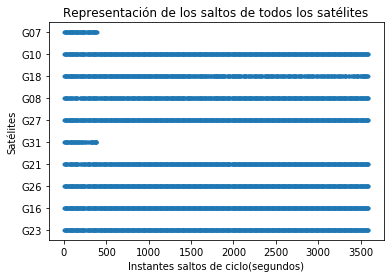 Representación de los saltos de todos los satélites
G07
G10
G18
G08
G27
G31
G21
G26
G16
G23
Satélites
0 500 1000 1500 2000 2500 3000 3500
Instantes saltos de ciclo(segundos)